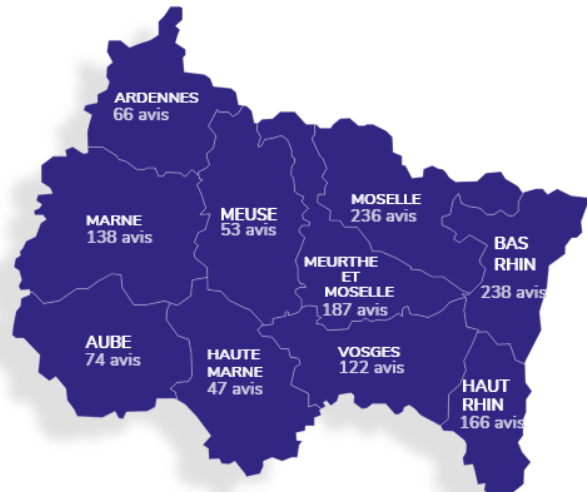 ARDENNES
66 avis
MARNE
138 avis
MEUSE
53 avis
MOSELLE
236 avis
BAS
RHIN
238 avis
MEURTHE
ET
MOSELLE
187 avis
AUBE
74 avis
HAUTE
MARNE
47 avis
VOSGES
122 avis
HAUT
RHIN
166 avis